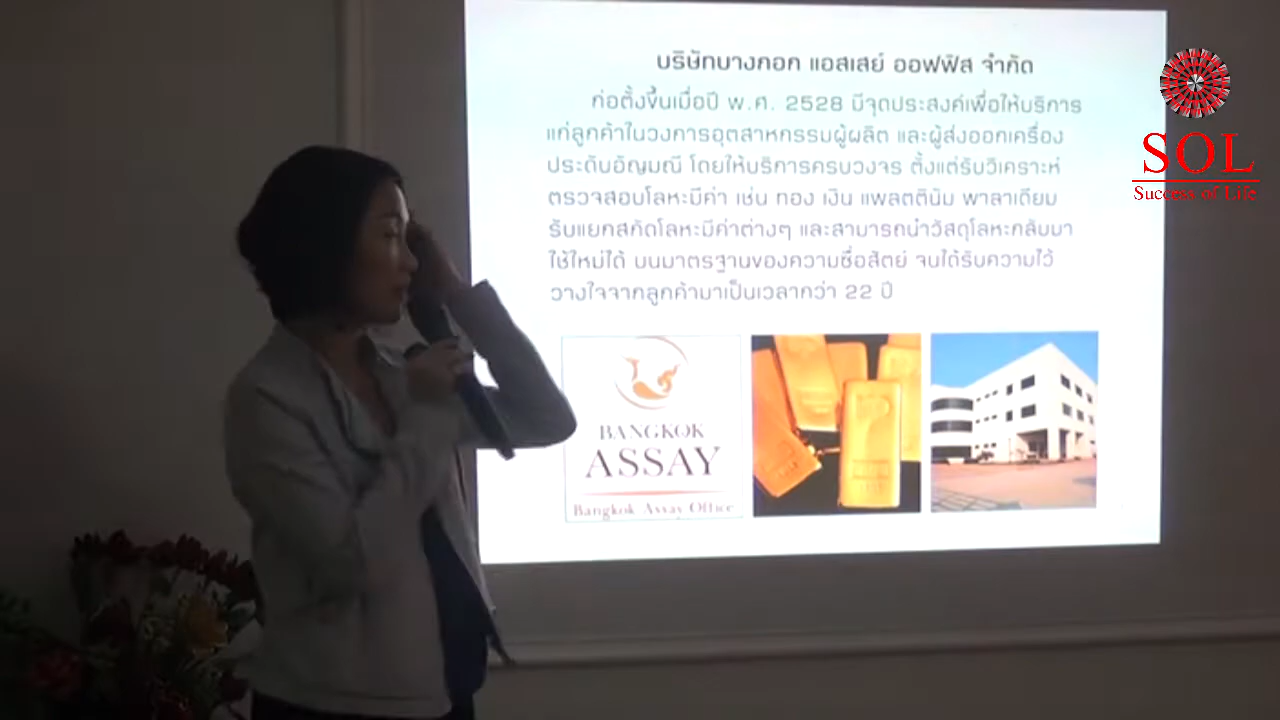 บริษัทบางกอก แอสเสย์ ออฟฟิส จำกัด
ก่อตั้งขึ้นเมื่อปี พ.ศ. 2528 มีจุดประสงค์เพื่อให้บริการ
แก่ลูกค้าในวงการอุตสาหกรรมผู้ผลิต และผู้ส่งออกเครื่อง
ประดับอัญมณี โดยให้บริการครบวงจร ตั้งแต่รับวิเคราะห์
ตรวจสอบโลหะมีค่า เช่น ทอง เงิน แพลตตินัม พาลาเดียม
รับแยกสกัดโลหะมีค่าต่างๆ และสามารถนำวัสดุโลหะกลับมา
ใช้ใหม่ได้ บนมาตรฐานของความซื่อสัตย์ จนได้รับความไว้
วางใจจากลูกค้ามาเป็นเวลากว่า 22 ปี
BANGKOK
ASSAY
Bangkok Assay Office
SOL
Success of Life